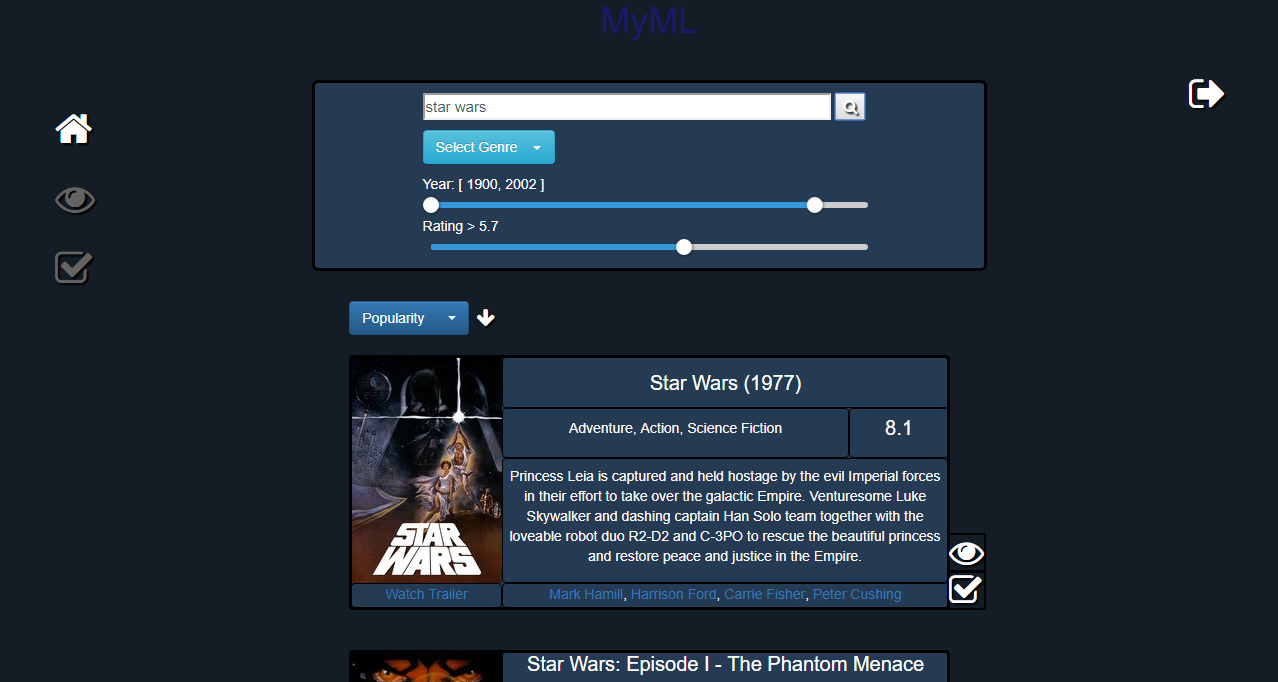 MyML
star wars
Select Genre
Year: [ 1900, 2002 ]
Rating > 5.7
Popularity
Star Wars (1977)
Adventure, Action, Science Fiction
8.1
Princess Leia is captured and held hostage by the evil Imperial forces
in their effort to take over the galactic Empire. Venturesome Luke
Skywalker and dashing captain Han Solo team together with the
loveable robot duo R2-D2 and C-3PO to rescue the beautiful princess
and restore peace and justice in the Empire.
STAR
WARS
Watch Trailer
Mark Hamill, Harrison Ford, Carrie Fisher, Peter Cushing
Star Wars: Episode I - The Phantom Menace